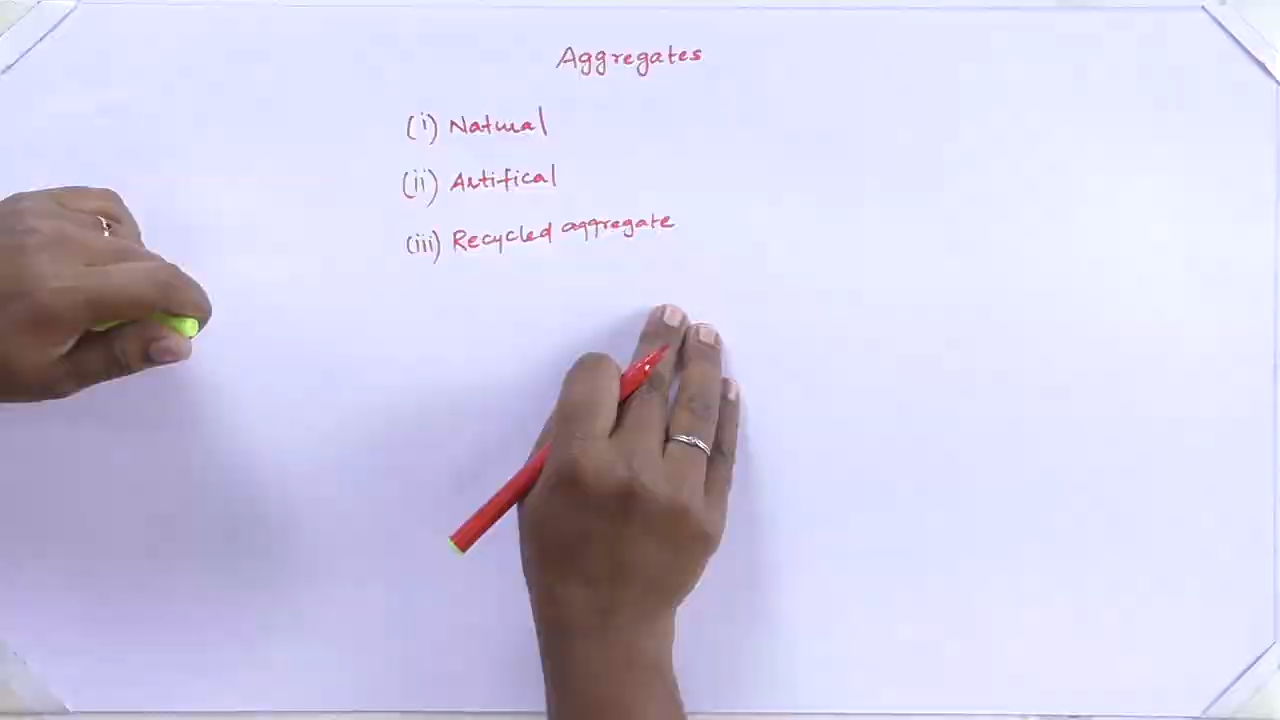 Aggregates
(i) Natural
(ii) Artifical
(iii) Recycled aggregate